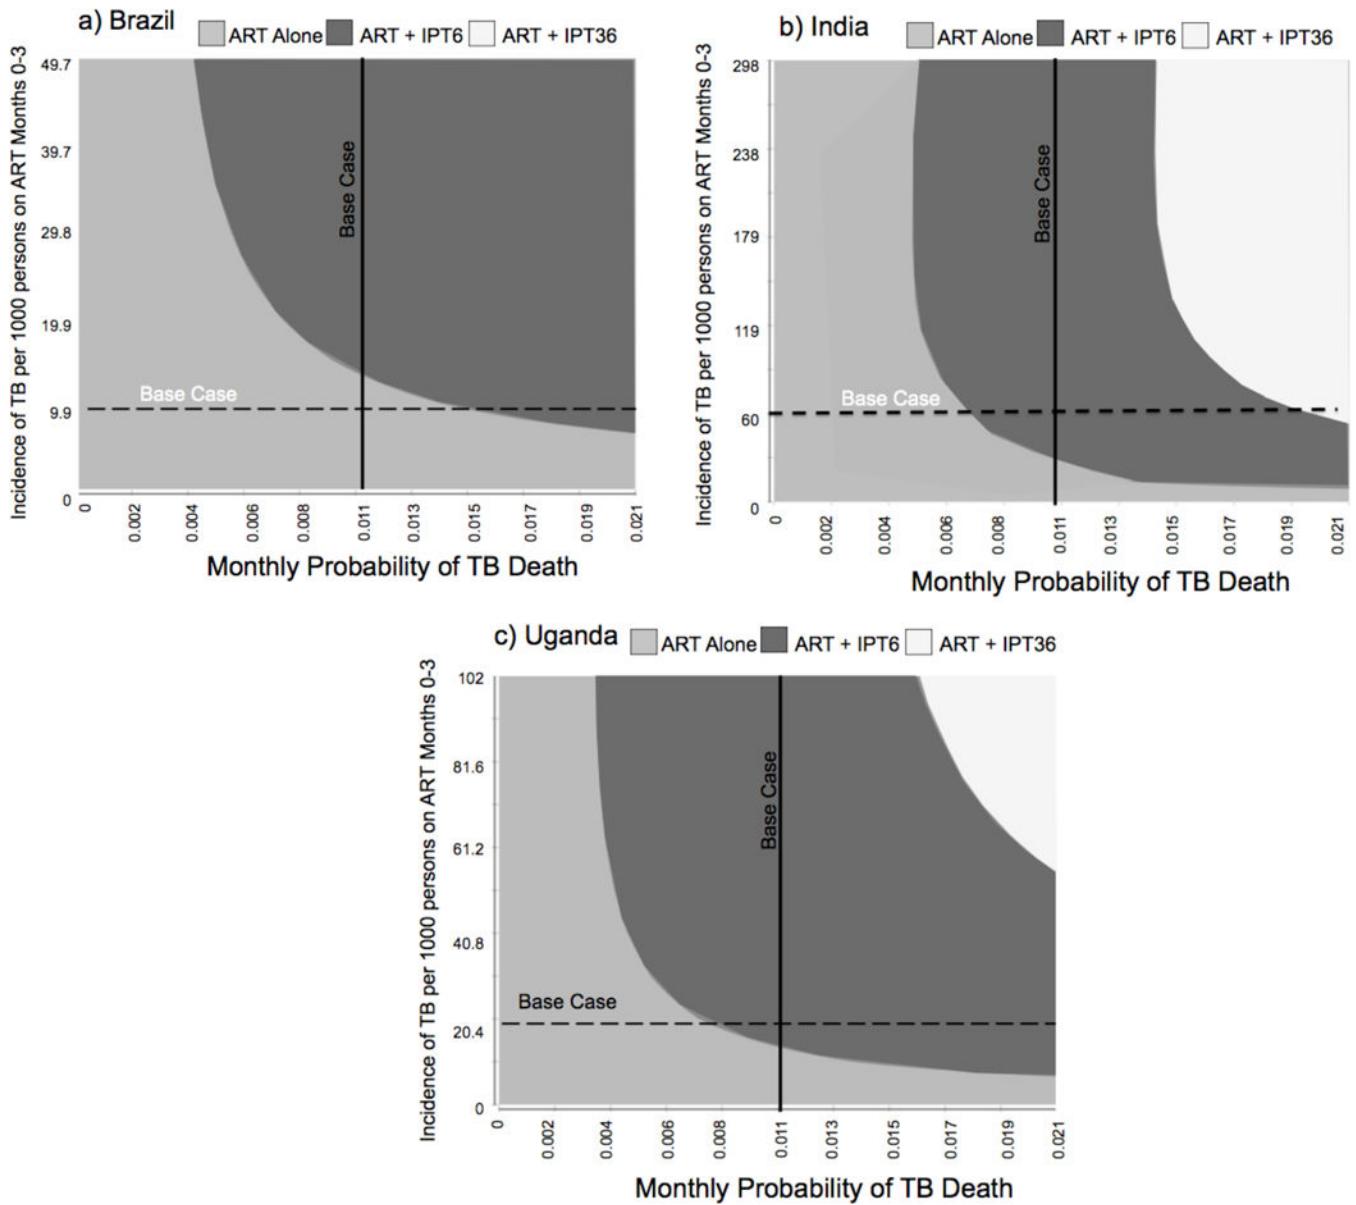 a) Brazil
ART Alone ART + IPT6 ART + IPT36
Incidence of TB per 1000 persons on ART Months 0-3
49.7
39.7
29.8
19.9
9.9
0
Base Case
Base Case
0 0.002 0.004 0.006 0.008 0.011 0.013 0.015 0.017 0.019 0.021
Monthly Probability of TB Death
b) India
ART Alone ART + IPT6 ART + IPT36
Incidence of TB per 1000 persons on ART Months 0-3
298
238
179
119
60
0
Base Case
Base Case
0 0.002 0.004 0.006 0.008 0.011 0.013 0.015 0.017 0.019 0.021
Monthly Probability of TB Death
c) Uganda
ART Alone ART + IPT6 ART + IPT36
Incidence of TB per 1000 persons on ART Months 0-3
102
81.6
61.2
40.8
20.4
0
Base Case
Base Case
0 0.002 0.004 0.006 0.008 0.011 0.013 0.015 0.017 0.019 0.021
Monthly Probability of TB Death